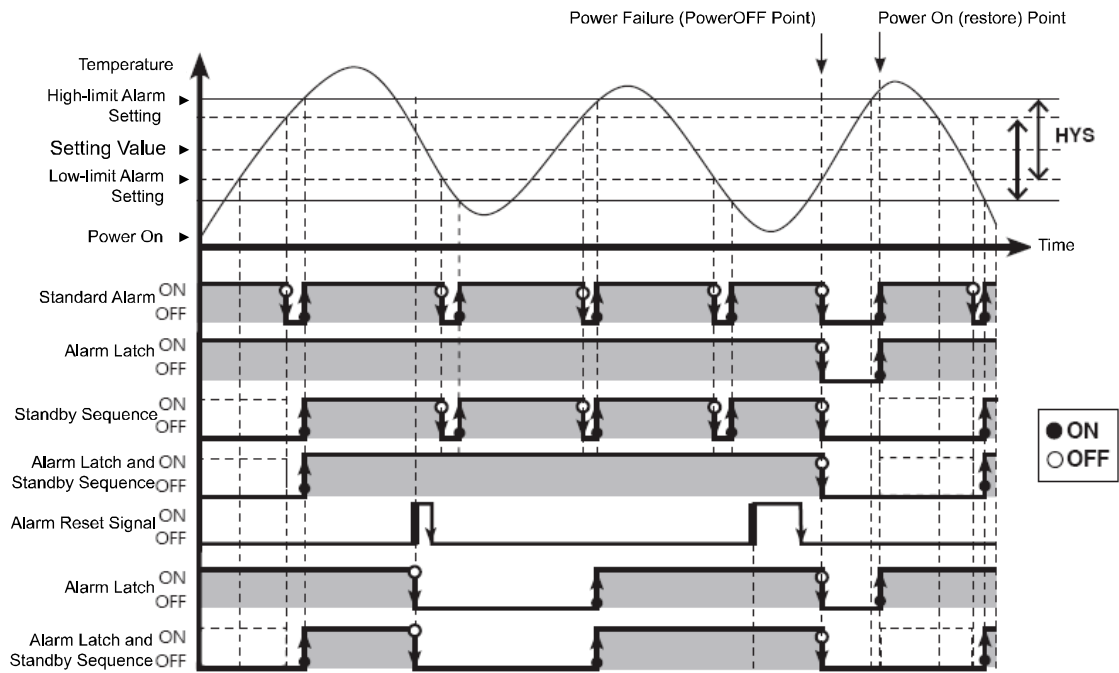 Power Failure (PowerOFF Point)
Power On (restore) Point
Temperature
High-limit Alarm
Setting
Setting Value
Low-limit Alarm
Setting
Power On
HYS
Time
Standard Alarm
ON
OFF
Alarm Latch
ON
OFF
Standby Sequence
ON
OFF
Alarm Latch and
Standby Sequence
ON
OFF
Alarm Reset Signal
ON
OFF
Alarm Latch
ON
OFF
Alarm Latch and
Standby Sequence
ON
OFF
ON
OFF